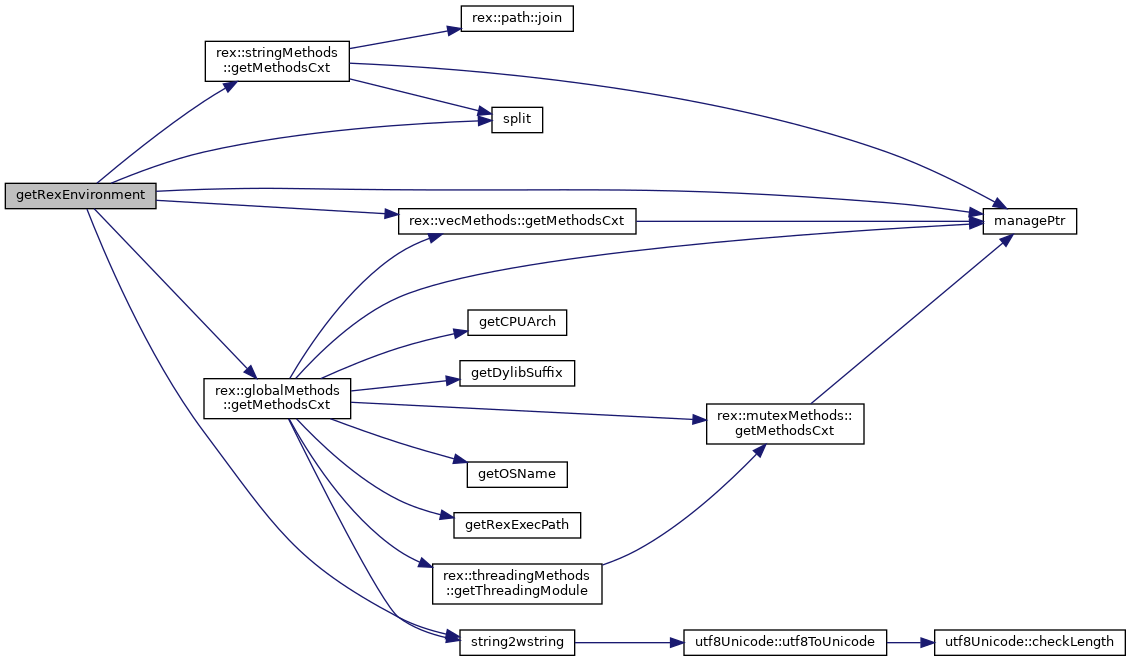 rex::path::join
rex::stringMethods
::getMethodsCxt
split
getRexEnvironment
rex::vecMethods::getMethodsCxt
managePtr
getCPUArch
getDylibSuffix
rex::globalMethods
::getMethodsCxt
rex::mutexMethods::
getMethodsCxt
getOSName
getRexExecPath
rex::threadingMethods
::getThreadingModule
string2wstring
utf8Unicode::utf8ToUnicode
utf8Unicode::checkLength